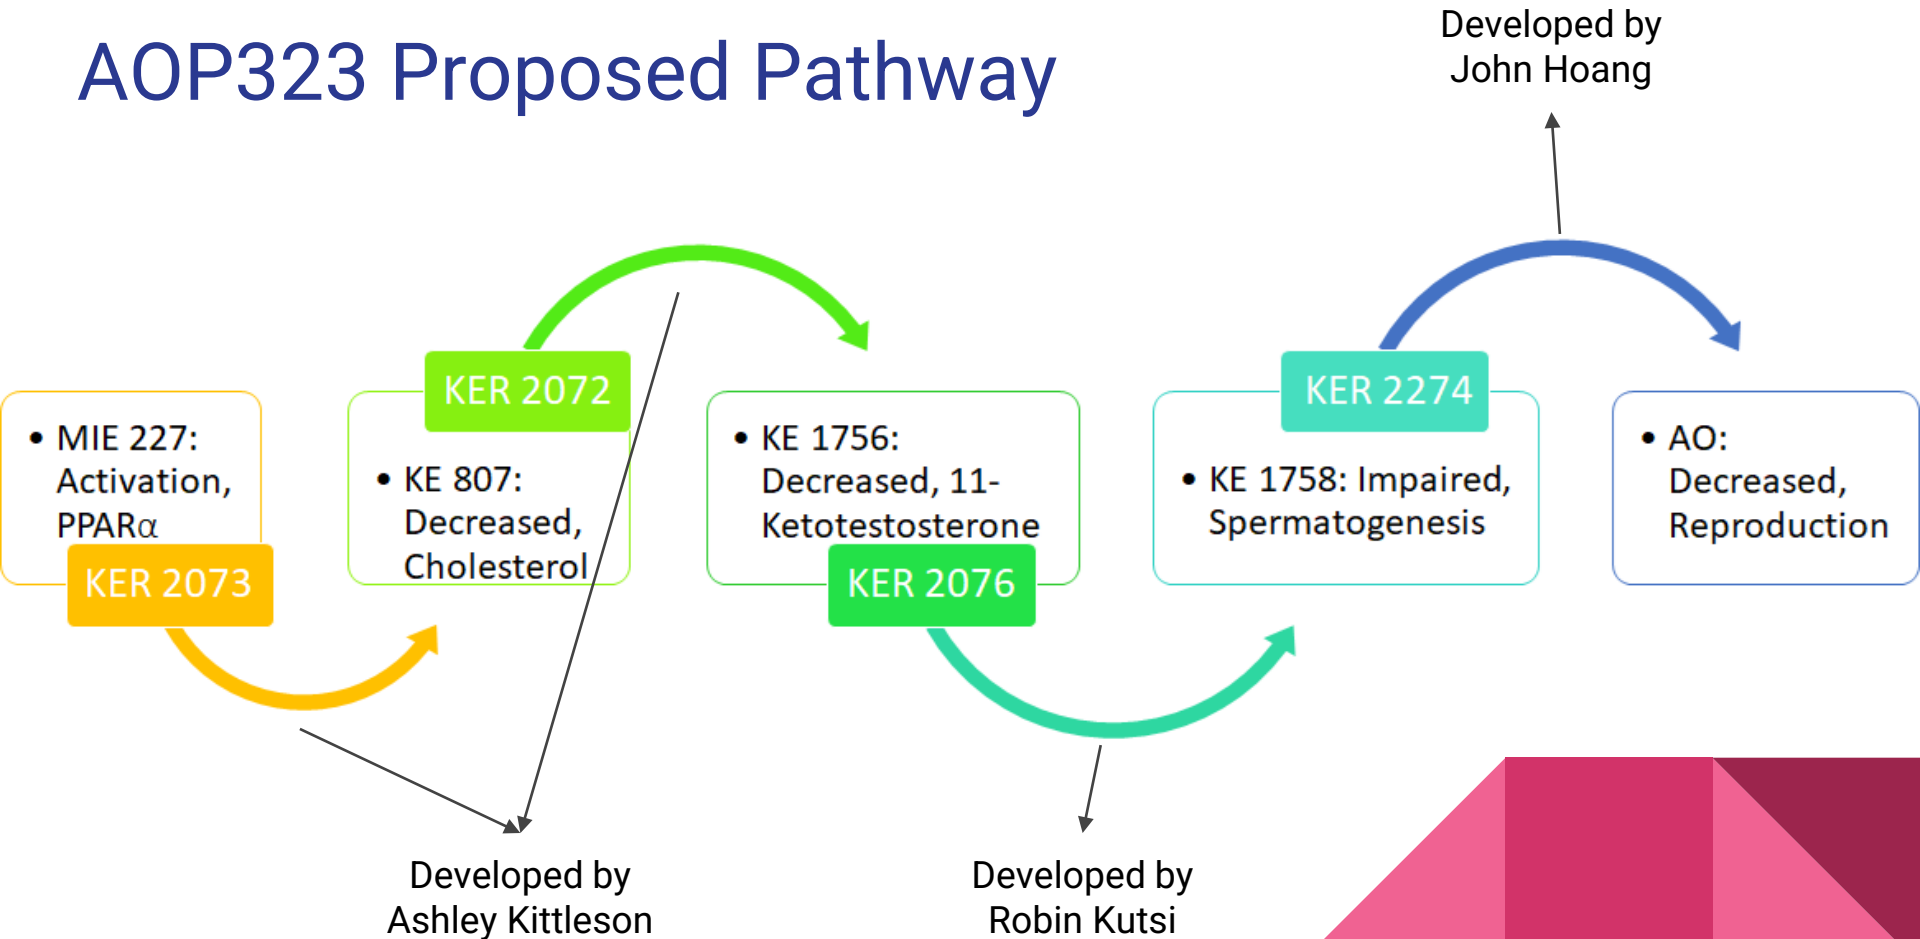 AOP323 Proposed Pathway
Developed by
John Hoang
• MIE 227:
Activation,
PPARα
KER 2073
KER 2072
• KE 807:
Decreased,
Cholesterol
• KE 1756:
Decreased, 11-
Ketotestosterone
KER 2076
KER 2274
• KE 1758: Impaired,
Spermatogenesis
• AO:
Decreased,
Reproduction
Developed by
Ashley Kittleson
Developed by
Robin Kutsi